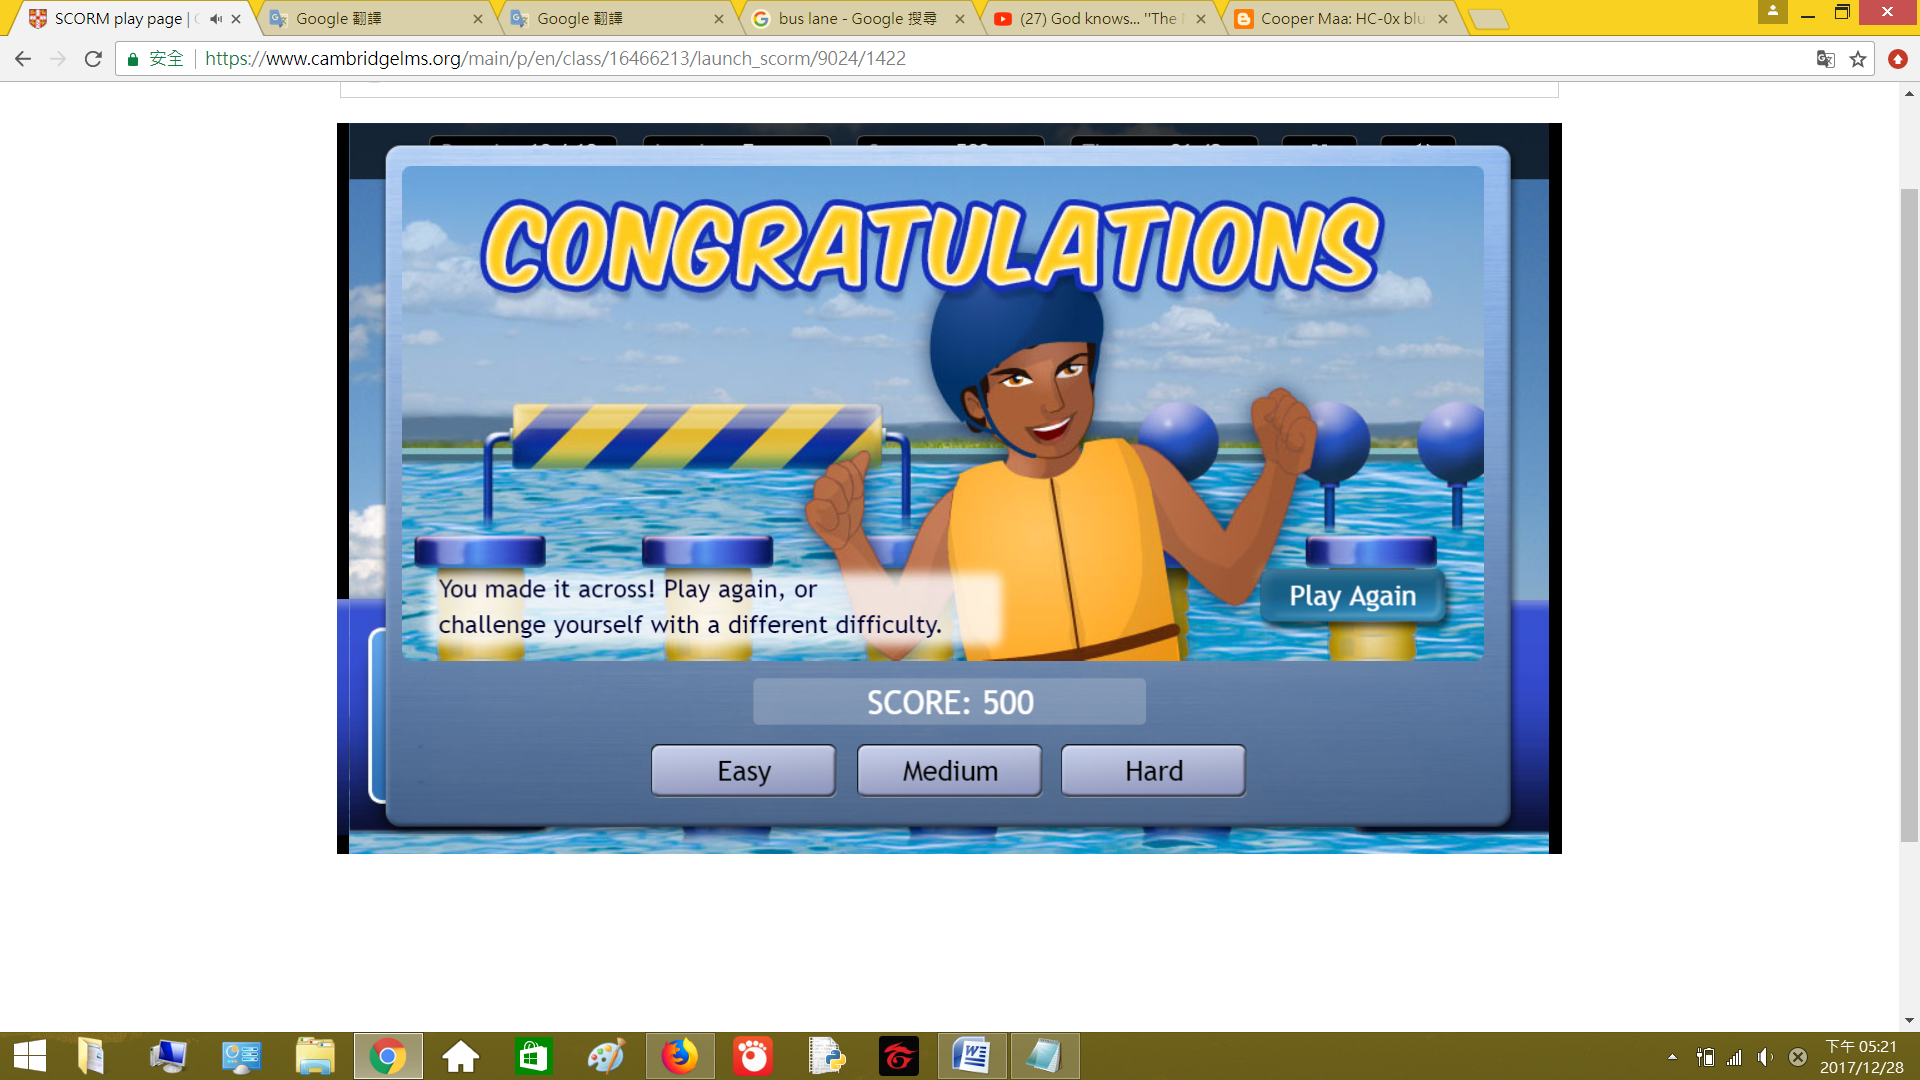 SCORM play page |
Google 翻譯
Google 翻譯
bus lane - Google 搜尋
(27) God knows... "The
Cooper Maa: HC-0x blu
安全
https://www.cambridgelms.org/main/p/en/class/16466213/launch_scorm/9024/1422
CONGRATULATIONS
You made it across! Play again, or
challenge yourself with a different difficulty.
Play Again
SCORE: 500
Easy
Medium
Hard
下午 05:21
2017/12/28